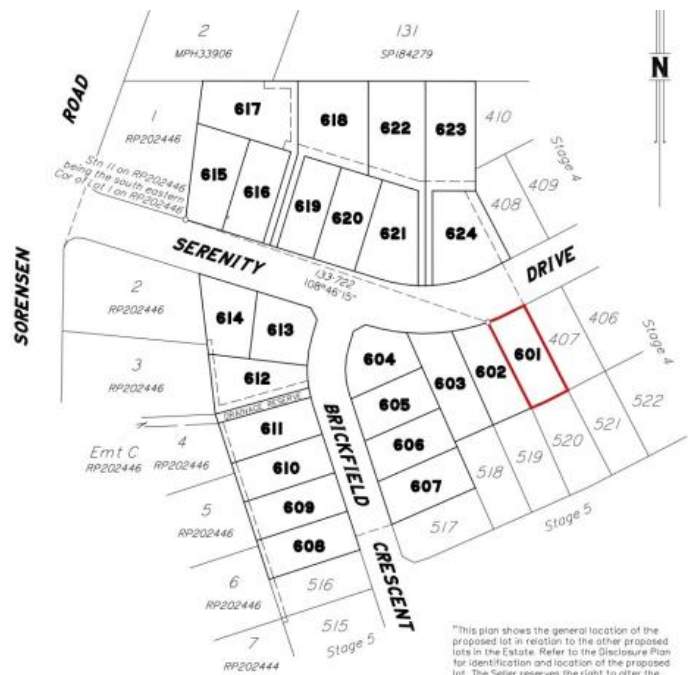 2
MPH33906
131
SP184279
N
ROAD
1
RP202446
617
618
622
623
410
Stage 4
409
408
Stn II on RP202446
being the south eastern
Cor of Lot I on RP202446
615
616
619
620
621
624
SERENITY
DRIVE
133·722
108°46'15"
SORENSEN
2
RP202446
614
613
604
603
602
601
407
406
Stage 4
3
RP202446
612
605
DRAINAGE RESERVE
611
606
522
521
520
519
518
Emt C
RP202446
4
RP202446
610
BRICKFIELD
607
5
RP202446
609
517
Stage 5
608
CRESCENT
6
RP202446
516
515
Stage 5
7
RP202444
"This plan shows the general location of the
proposed lot in relation to the other proposed
lots in the Estate. Refer to the Disclosure Plan
for identification and location of the proposed
lot. The Seller reserves the right to alter the